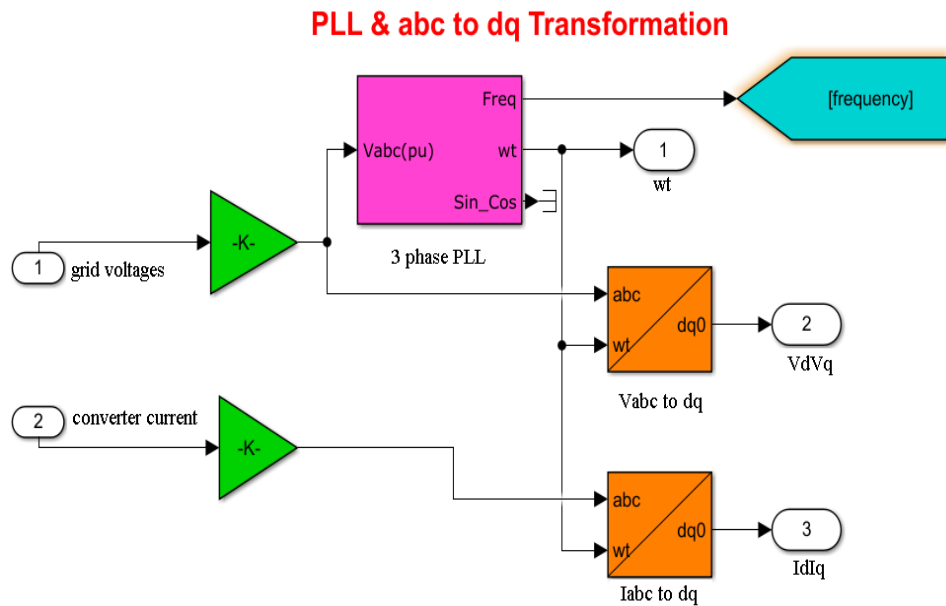 PLL & abc to dq Transformation
Freq
[frequency]
Vabc(pu)
wt
1
wt
Sin_Cos
-K-
3 phase PLL
1
grid voltages
abc
dq0
2
wt
VdVq
Vabc to dq
2
converter current
-K-
abc
dq0
3
wt
IdIq
Iabc to dq